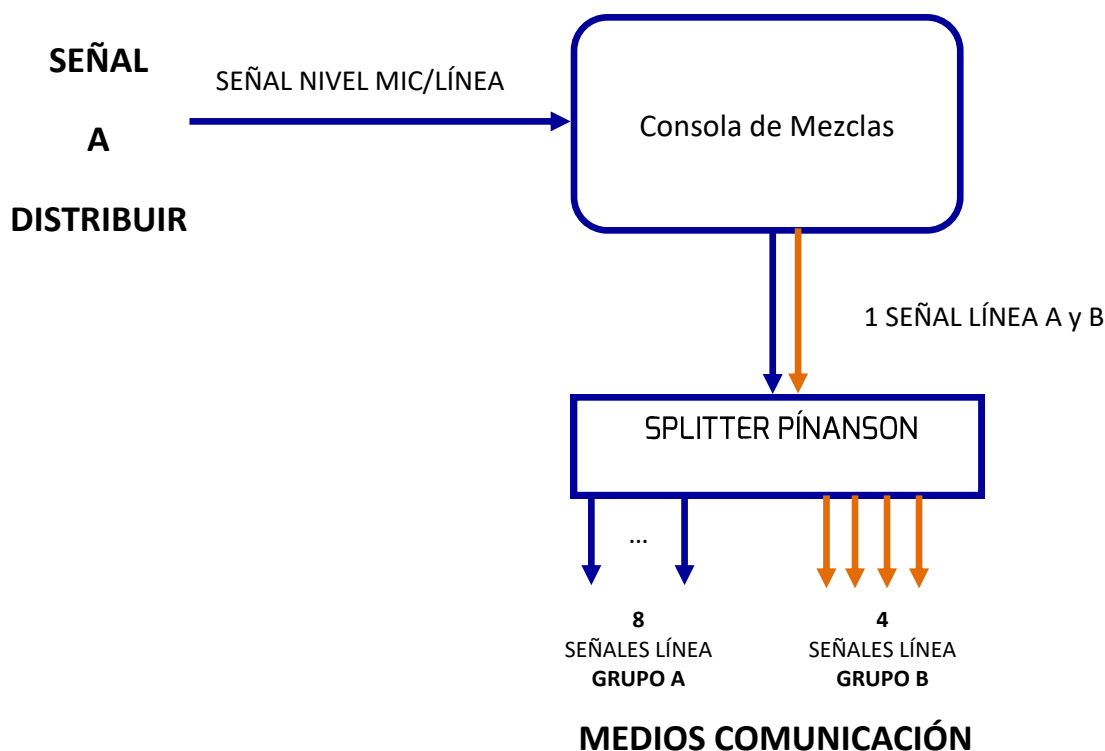 SEÑAL
A
DISTRIBUIR
SEÑAL NIVEL MIC/LÍNEA
Consola de Mezclas
1 SEÑAL LÍNEA A y B
SPLITTER PÍNANSON
...
8
SEÑALES LÍNEA
GRUPO A
4
SEÑALES LÍNEA
GRUPO B
MEDIOS COMUNICACIÓN